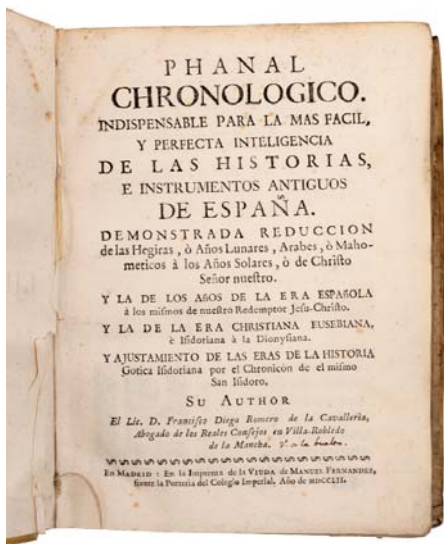 PHANAL
CHRONOLOGICO.
INDISPENSABLE PARA LA MAS FACIL,
Y PERFECTA INTELIGENCIA
DE LAS HISTORIAS,
E INSTRUMENTOS ANTIGUOS
DE ESPAÑA.
DEMONSTRADA REDUCCION
de las Hegiras, ò Años Lunares, Arabes, ò Maho-
meticos à los Años Solares, ò de Christo
Señor nuestro.
Y LA DE LOS AñOS DE LA ERA ESPAñOLA
à los mismos de nuestro Redemptor Jesu-Christo.
Y LA DE LA ERA CHRISTIANA EUSEBIANA,
è Isidoriana à la Dionysiana.
Y AJUSTAMIENTO DE LAS ERAS DE LA HISTORIA
Gotica Isidoriana por el Chronicòn de el mismo
San Isidoro.
SU AUTHOR
El Lic. D. Francisco Diego Romero de la Cavalleria,
Abogado de los Reales Consejos en Villa-Robledo
de la Mancha. V. a la buelta.
EN MADRID: En la Imprenta de la VIUDA de MANUEL FERNANDEZ,
frente la Porteria del Colegio Imperial. Año de MDCCLII.